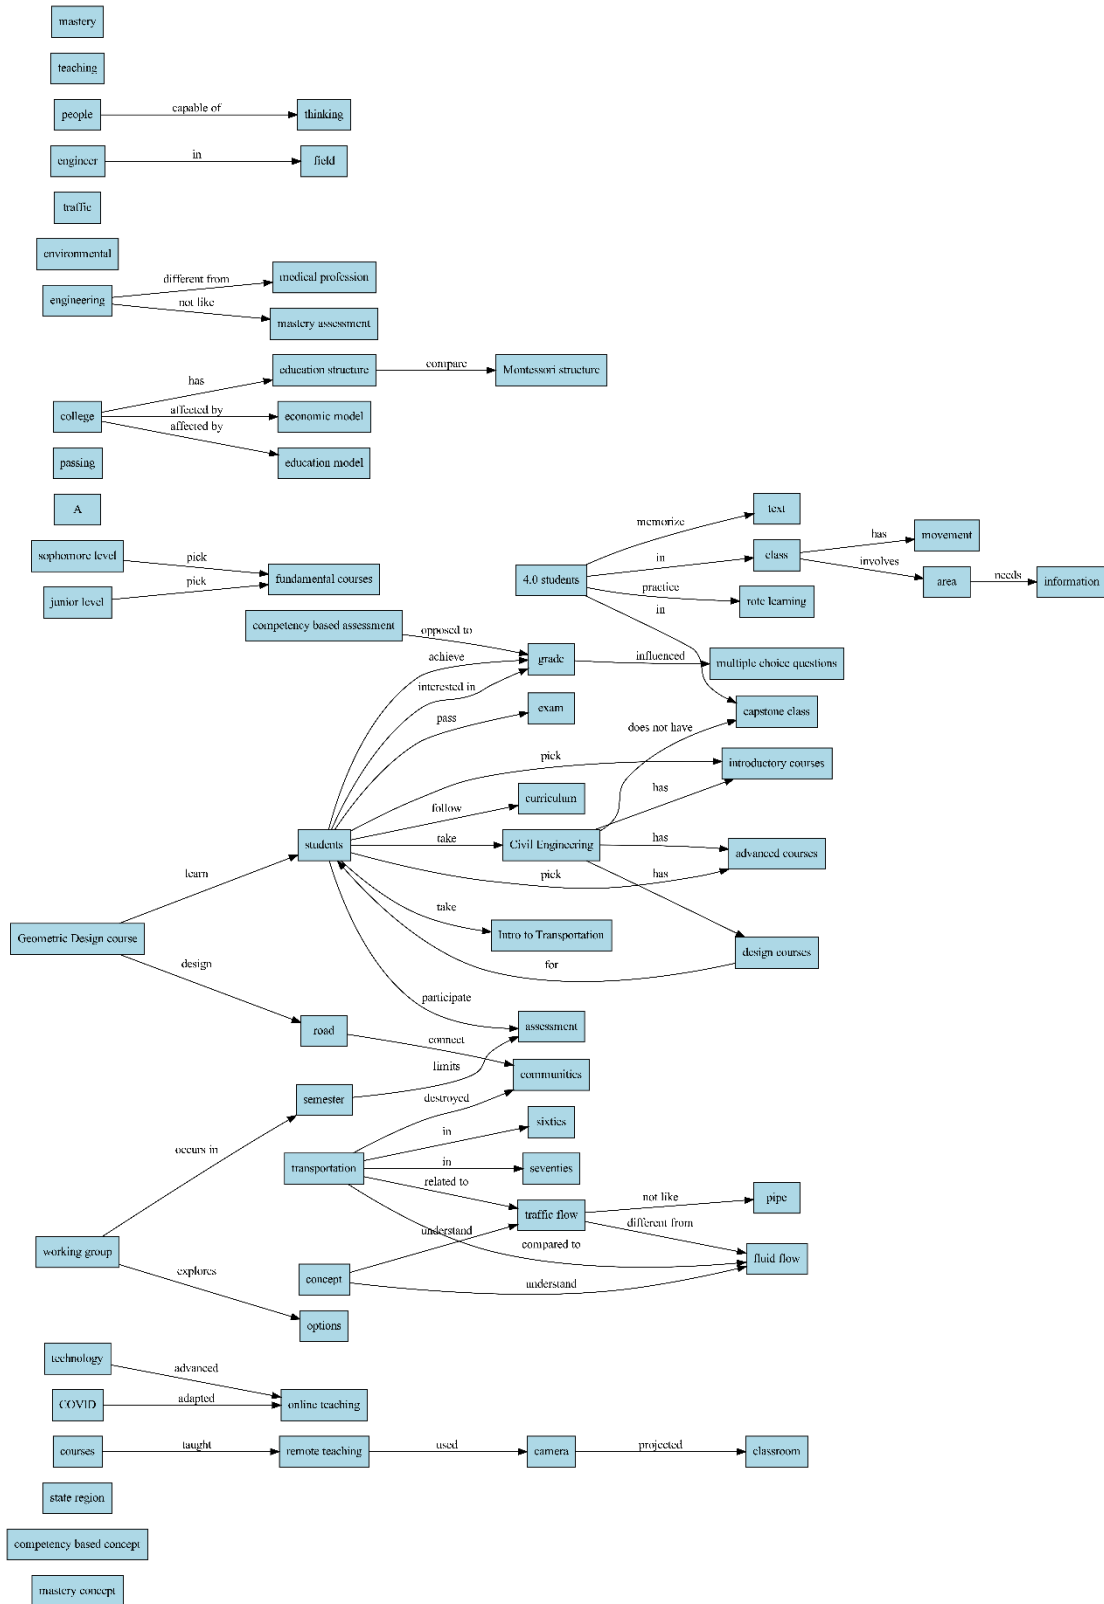 mastery
teaching
people
capable of
thinking
engineer
in
field
traffic
environmental
engineering
different from
medical profession
not like
mastery assessment
college
has
education structure
compare
Montessori structure
affected by
economic model
affected by
education model
passing
A
sophomore level
pick
fundamental courses
junior level
pick
4.0 students
memorize
text
in
class
has
movement
involves
area
needs
information
practice
rote learning
in
competency based assessment
opposed to
grade
influenced
multiple choice questions
achieve
interested in
pass
exam
capstone class
does not have
pick
introductory courses
has
follow
curriculum
students
take
Civil Engineering
has
advanced courses
pick
has
learn
Geometric Design course
take
Intro to Transportation
design courses
for
design
participate
road
connect
assessment
limits
communities
semester
destroyed
sixties
occurs in
transportation
in
in
seventies
related to
traffic flow
not like
pipe
different from
understand
compared to
fluid flow
working group
explores
concept
understand
options
technology
advanced
COVID
adapted
online teaching
courses
taught
remote teaching
used
camera
projected
classroom
state region
competency based concept
mastery concept